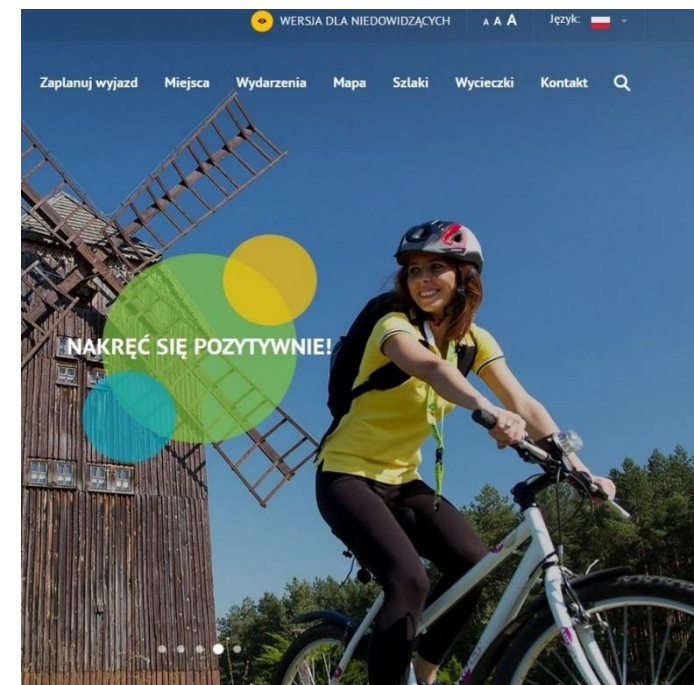 WERSJA DLA NIEDOWIDZĄCYCH A A A Język:
Zaplanuj wyjazd Miejsca Wydarzenia Mapa Szlaki Wycieczki Kontakt
NAKRĘĆ SIĘ POZYTYWNIE!